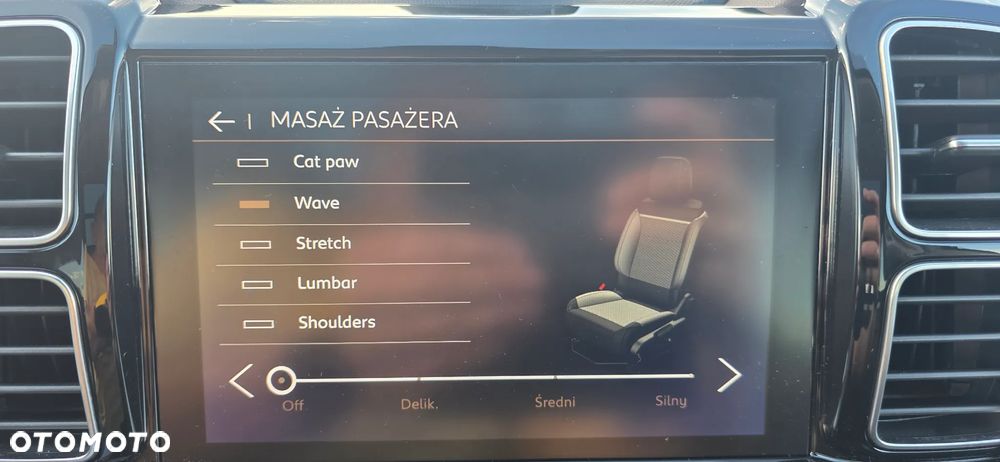 MASAŻ PASAŻERA
Cat paw
Wave
Stretch
Lumbar
Shoulders
Off Delik. Średni Silny
OTOMOTO